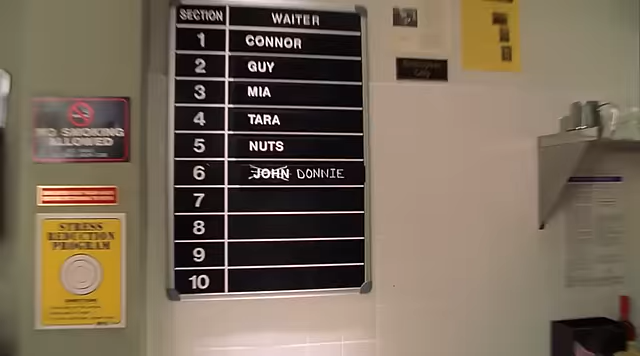 SECTION WAITER
1 CONNOR
2 GUY
3 MIA
4 TARA
5 NUTS
6 JOHN DONNIE
7
8
9
10
NO SMOKING
ALLOWED
STRESS
REDUCTION
PROGRAM